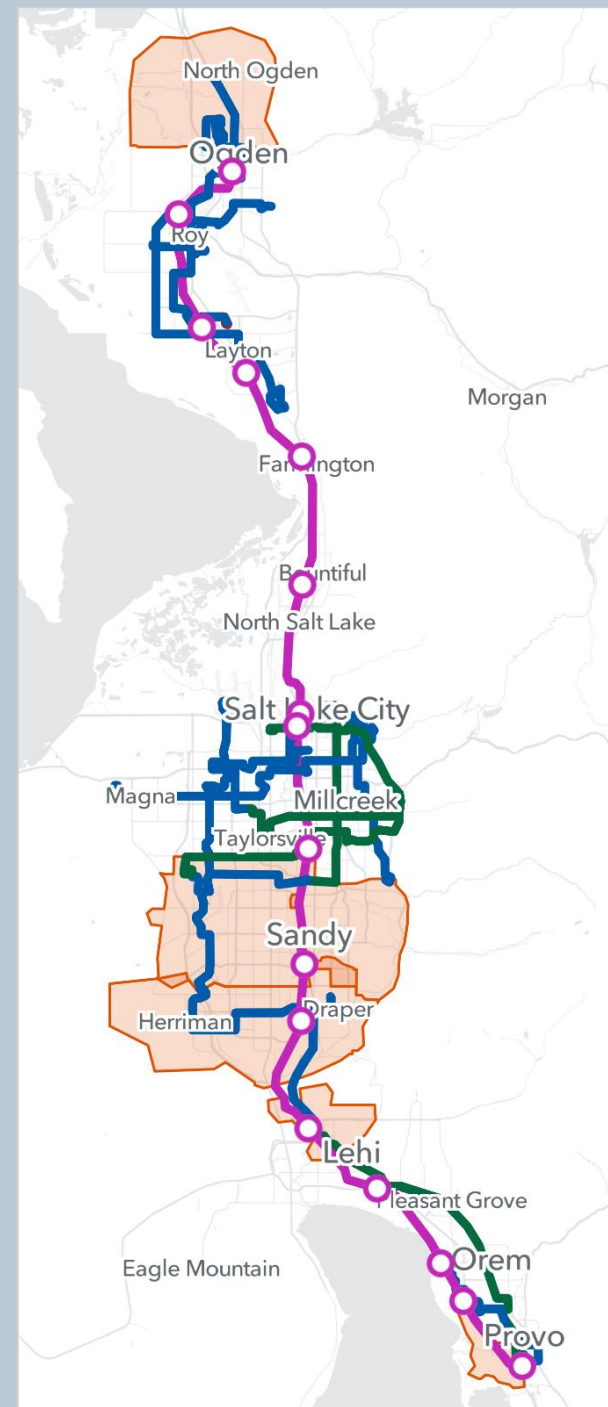 North Ogden
Ogden
Roy
Layton
Morgan
Farmington
Bountiful
North Salt Lake
Salt Lake City
Magna
Millcreek
Taylorsville
Sandy
Herriman
Draper
Lehi
Pleasant Grove
Orem
Eagle Mountain
Provo